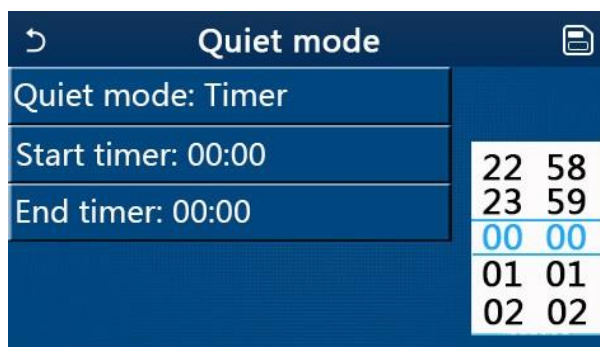 Quiet mode
Quiet mode: Timer
Start timer: 00:00
End timer: 00:00
22 58
23 59
00 00
01 01
02 02